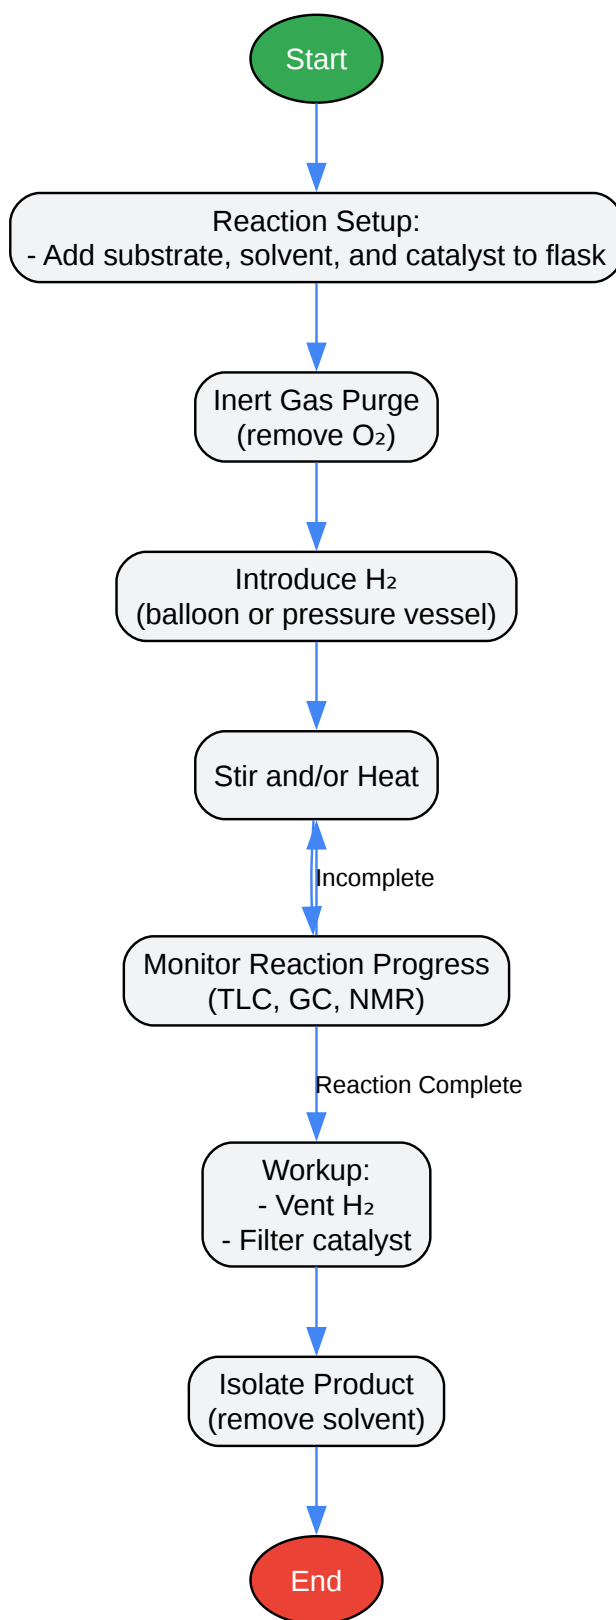 Start
Reaction Setup:
- Add substrate, solvent, and catalyst to flask
Inert Gas Purge
(remove O₂)
Introduce H₂
(balloon or pressure vessel)
Stir and/or Heat
Incomplete
Monitor Reaction Progress
(TLC, GC, NMR)
Reaction Complete
Workup:
- Vent H₂
- Filter catalyst
Isolate Product
(remove solvent)
End